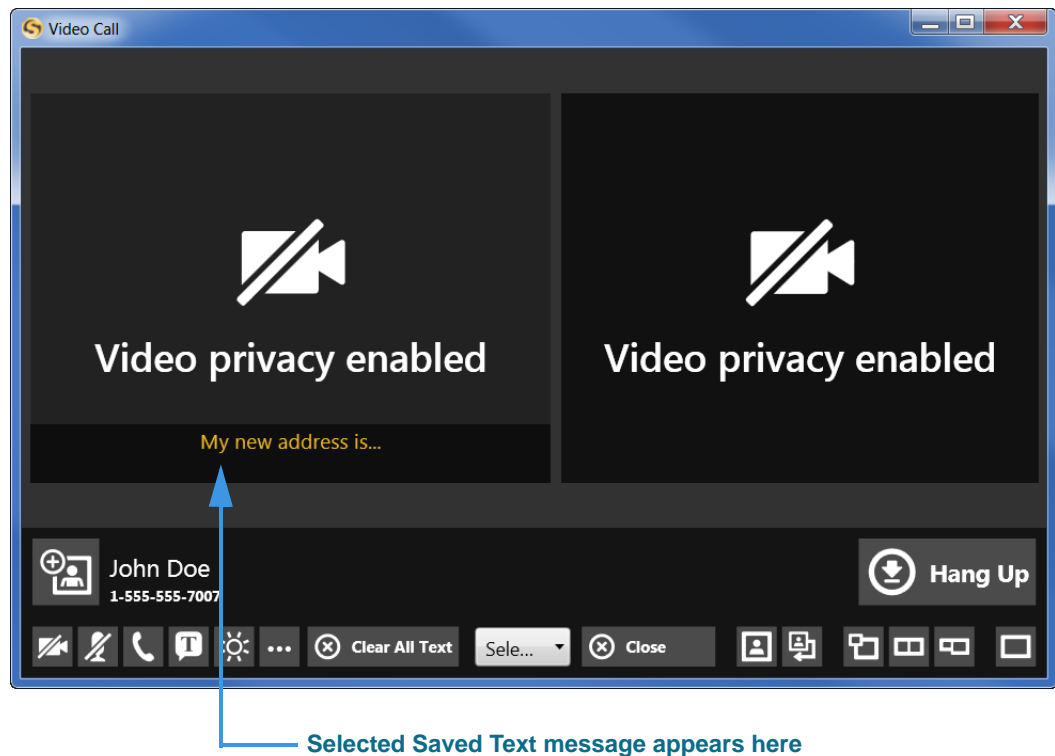 Video Call
Video privacy enabled
Video privacy enabled
My new address is...
John Doe
1-555-555-7007
Hang Up
T
Clear All Text
Sele...
Close
Selected Saved Text message appears here